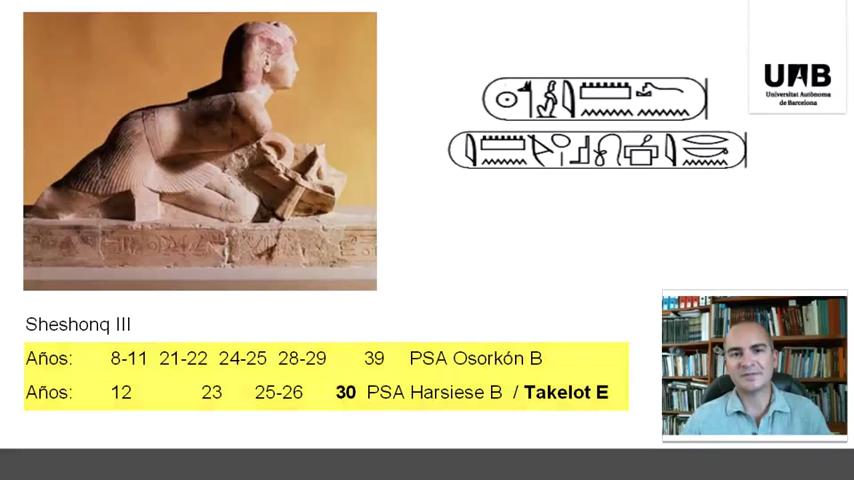 UAB
Universitat Autònoma
de Barcelona
Sheshonq III
Años: 8-11 21-22 24-25 28-29 39 PSA Osorkón B
Años: 12 23 25-26 30 PSA Harsiese B / Takelot E